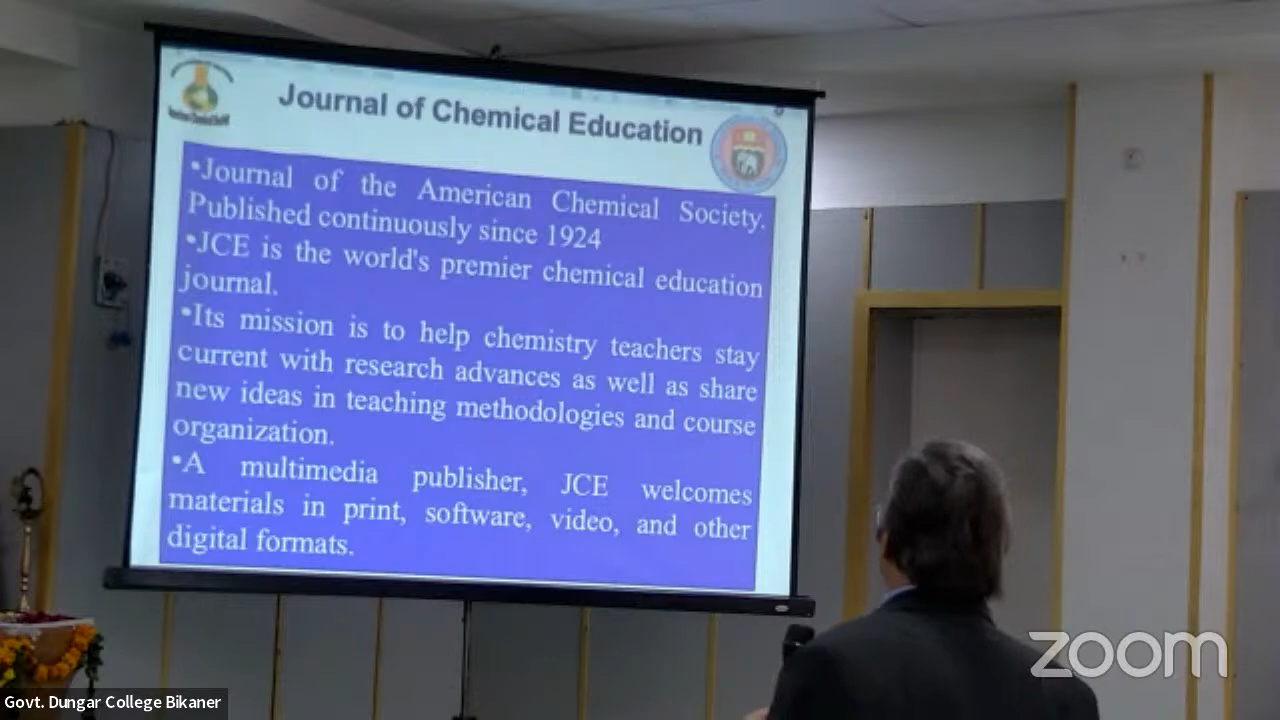 Journal of Chemical Education
•Journal of the American Chemical Society.
Published continuously since 1924
•JCE is the world's premier chemical education
journal.
•Its mission is to help chemistry teachers stay
current with research advances as well as share
new ideas in teaching methodologies and course
organization.
•A multimedia publisher, JCE welcomes
materials in print, software, video, and other
digital formats.
zoom
Govt. Dungar College Bikaner